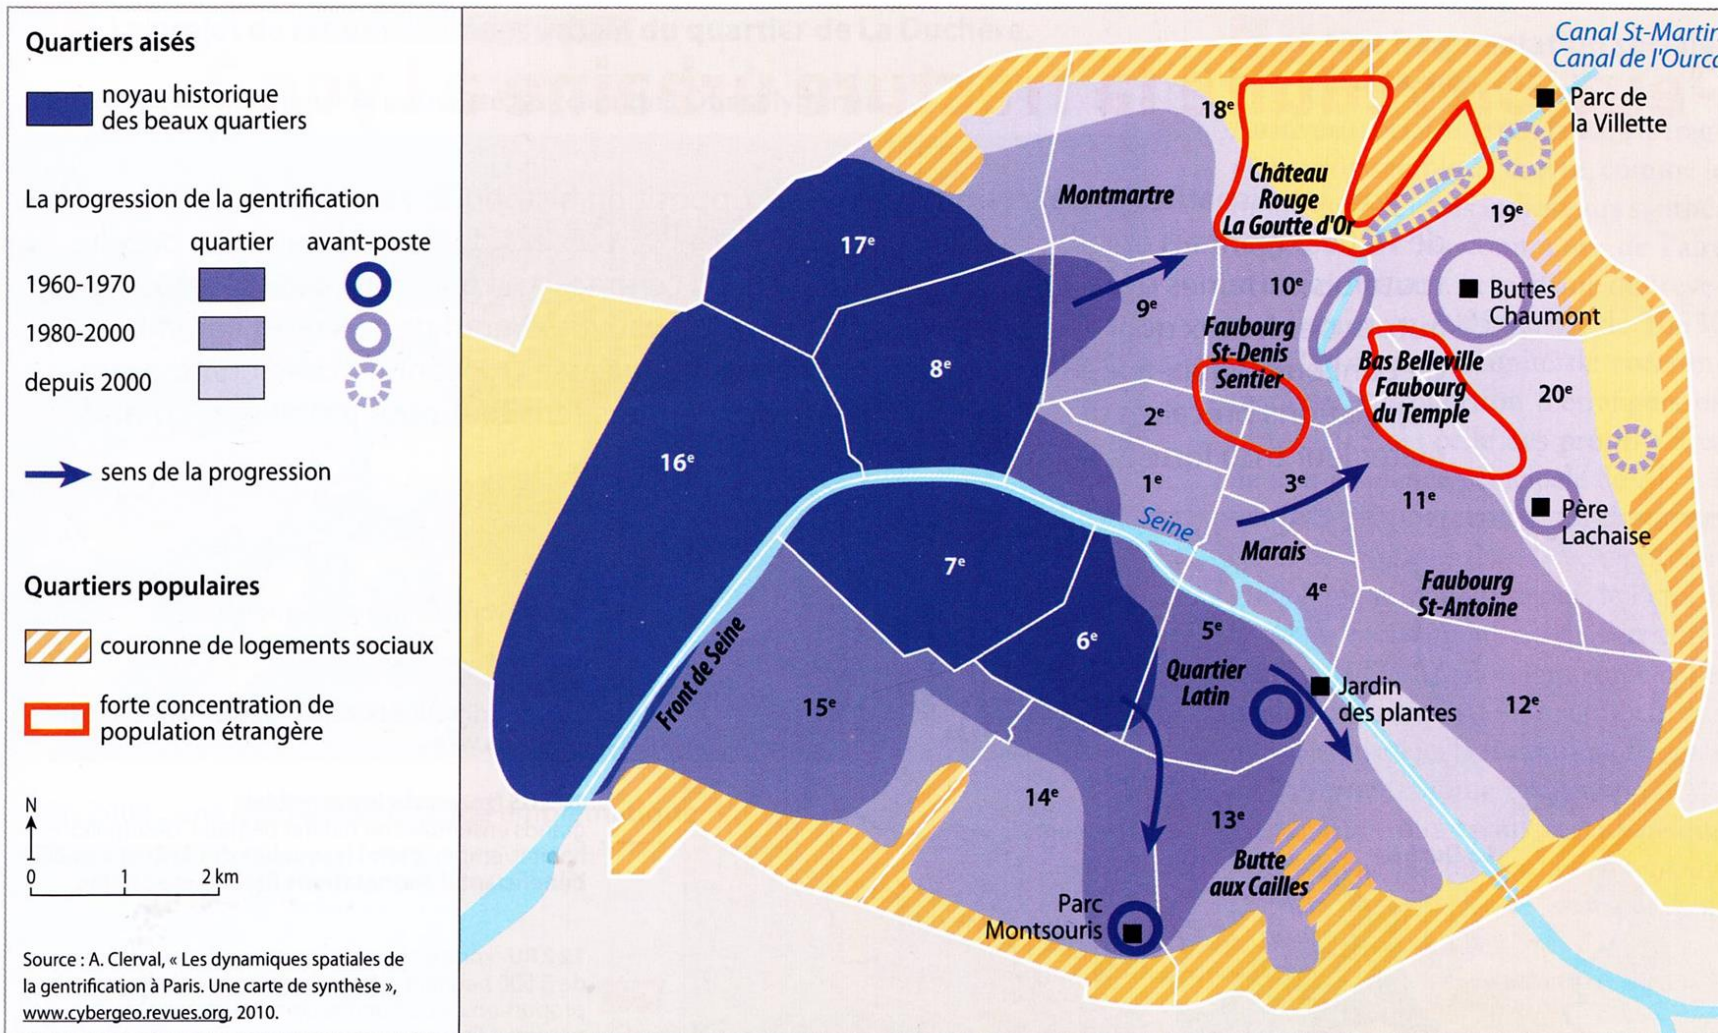 Quartiers aisés
noyau historique
des beaux quartiers
La progression de la gentrification
quartier avant-poste
1960-1970
1980-2000
depuis 2000
sens de la progression
Quartiers populaires
couronne de logements sociaux
forte concentration de
population étrangère
N
0 1 2 km
Source : A. Clerval, « Les dynamiques spatiales de
la gentrification à Paris. Une carte de synthèse »,
www.cybergeo.revues.org, 2010.
Canal St-Martin
Canal de l'Ourcq
Parc de
la Villette
18e
Château
Rouge
La Goutte d'Or
Montmartre
19e
17e
10e
Buttes
Chaumont
9e
Faubourg
St-Denis
Sentier
Bas Belleville
Faubourg
du Temple
8e
20e
2e
16e
1e
3e
11e
Père
Lachaise
Seine
Marais
7e
4e
Faubourg
St-Antoine
6e
5e
Quartier
Latin
Front de Seine
15e
Jardin
des plantes
12e
14e
13e
Butte
aux Cailles
Parc
Montsouris